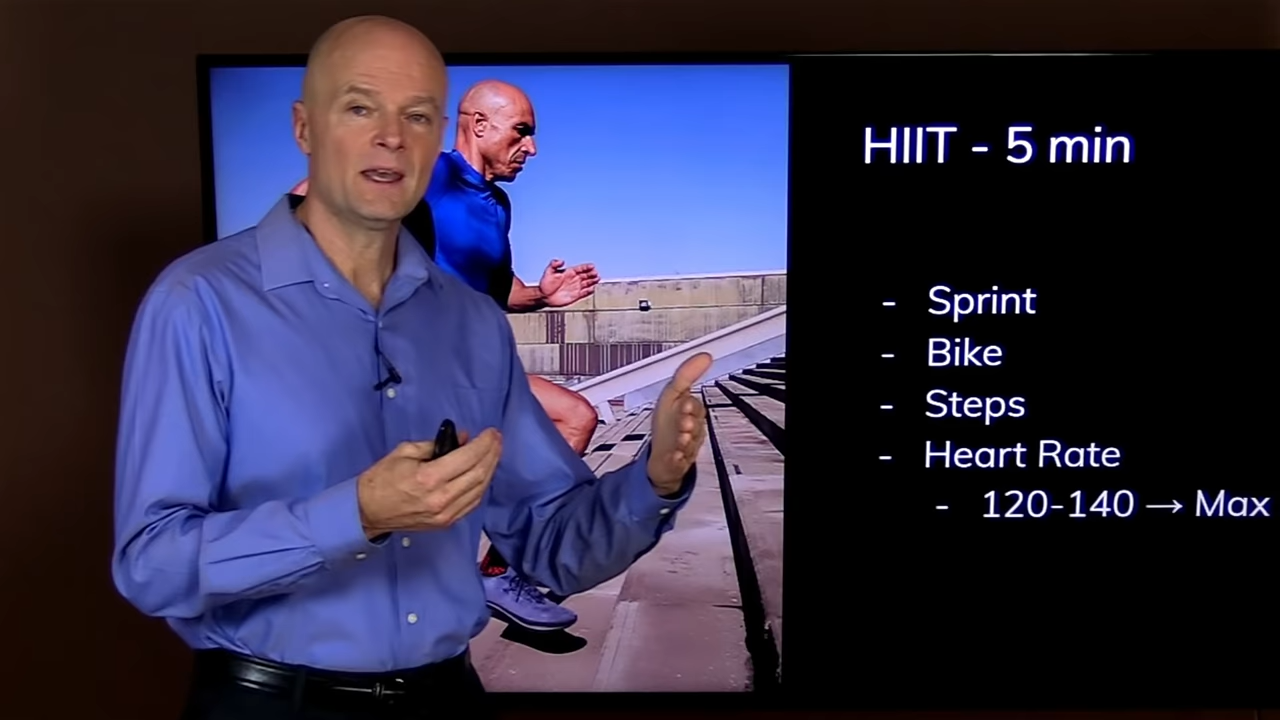 HIIT - 5 min
- Sprint
- Bike
- Steps
- Heart Rate
- 120-140 → Max